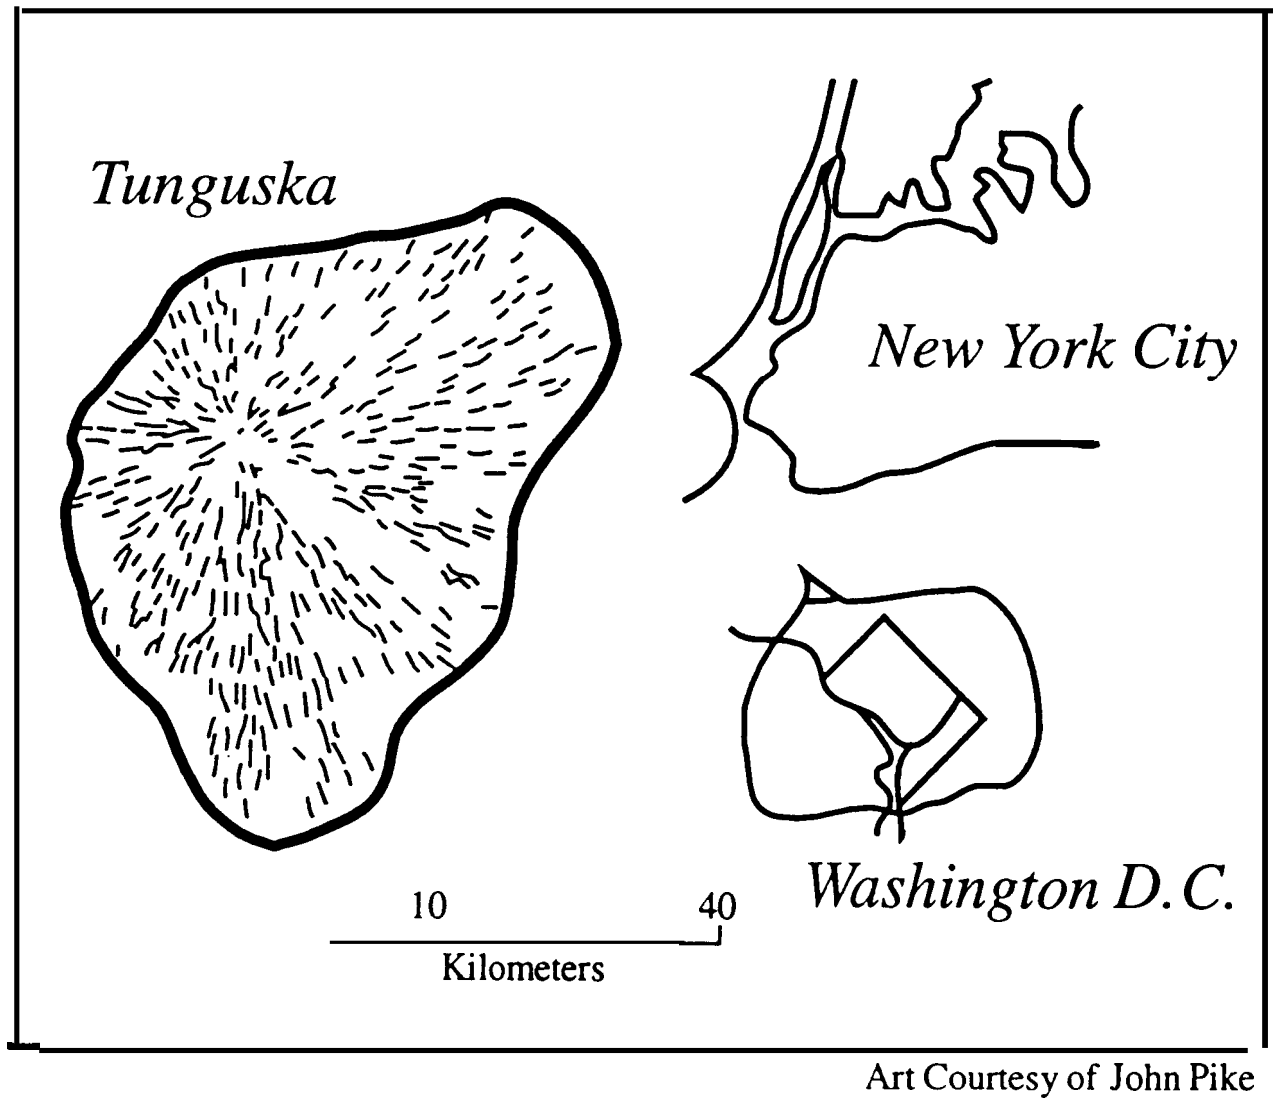 Tunguska
New York City
Washington D.C.
10 40
Kilometers
Art Courtesy of John Pike